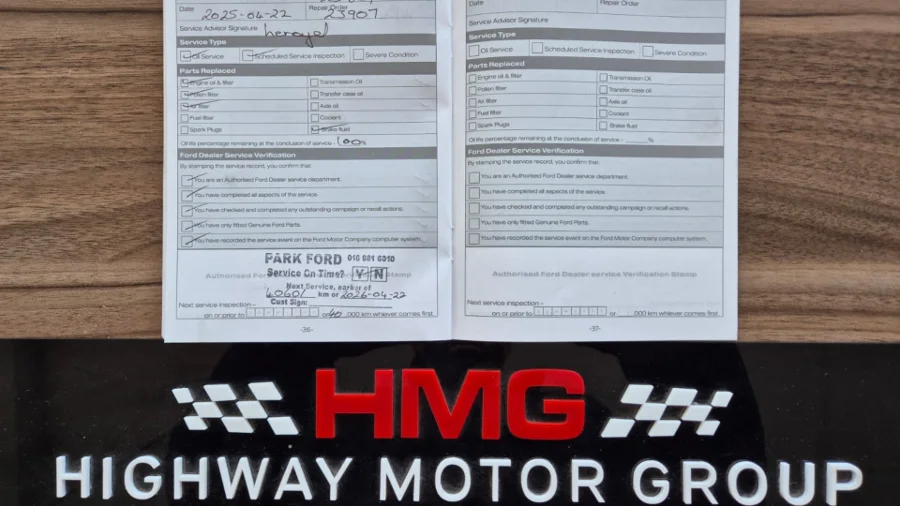 Date 2025-04-22 Repair Order 23907
Service Advisor Signature
Service Type
Oil Service Scheduled Service Inspection Severe Condition
Parts Replaced
Engine oil & filter Transmission Oil
Pollen filter Transfer case oil
Air filter Axle oil
Fuel filter Coolant
Spark Plugs Brake fluid
Oil life percentage remaining at the conclusion of service - 100%
Ford Dealer Service Verification
By stamping the service record, you confirm that:
You are an Authorised Ford Dealer service department.
You have completed all aspects of the service.
You have checked and completed any outstanding campaign or recall actions.
You have only fitted Genuine Ford Parts.
You have recorded the service event on the Ford Motor Company computer system.
PARK FORD 016 881 6010
Authorised Stamp
Service On Time? Y N
Next Service, earlier of
60601 km or 2026-04-22
Cust Sign:
Next service inspection –
on or prior to or 40 ,000 km whichever comes first.
-36-
Date Repair Order
Service Advisor Signature
Service Type
Oil Service Scheduled Service Inspection Severe Condition
Parts Replaced
Engine oil & filter Transmission Oil
Pollen filter Transfer case oil
Air filter Axle oil
Fuel filter Coolant
Spark Plugs Brake fluid
Oil life percentage remaining at the conclusion of service - %
Ford Dealer Service Verification
By stamping the service record, you confirm that:
You are an Authorised Ford Dealer service department.
You have completed all aspects of the service.
You have checked and completed any outstanding campaign or recall actions.
You have only fitted Genuine Ford Parts.
You have recorded the service event on the Ford Motor Company computer system.
Authorised Ford Dealer service Verification Stamp
Next service inspection –
on or prior to or ,000 km whichever comes first.
-37-
HMG
HIGHWAY MOTOR GROUP